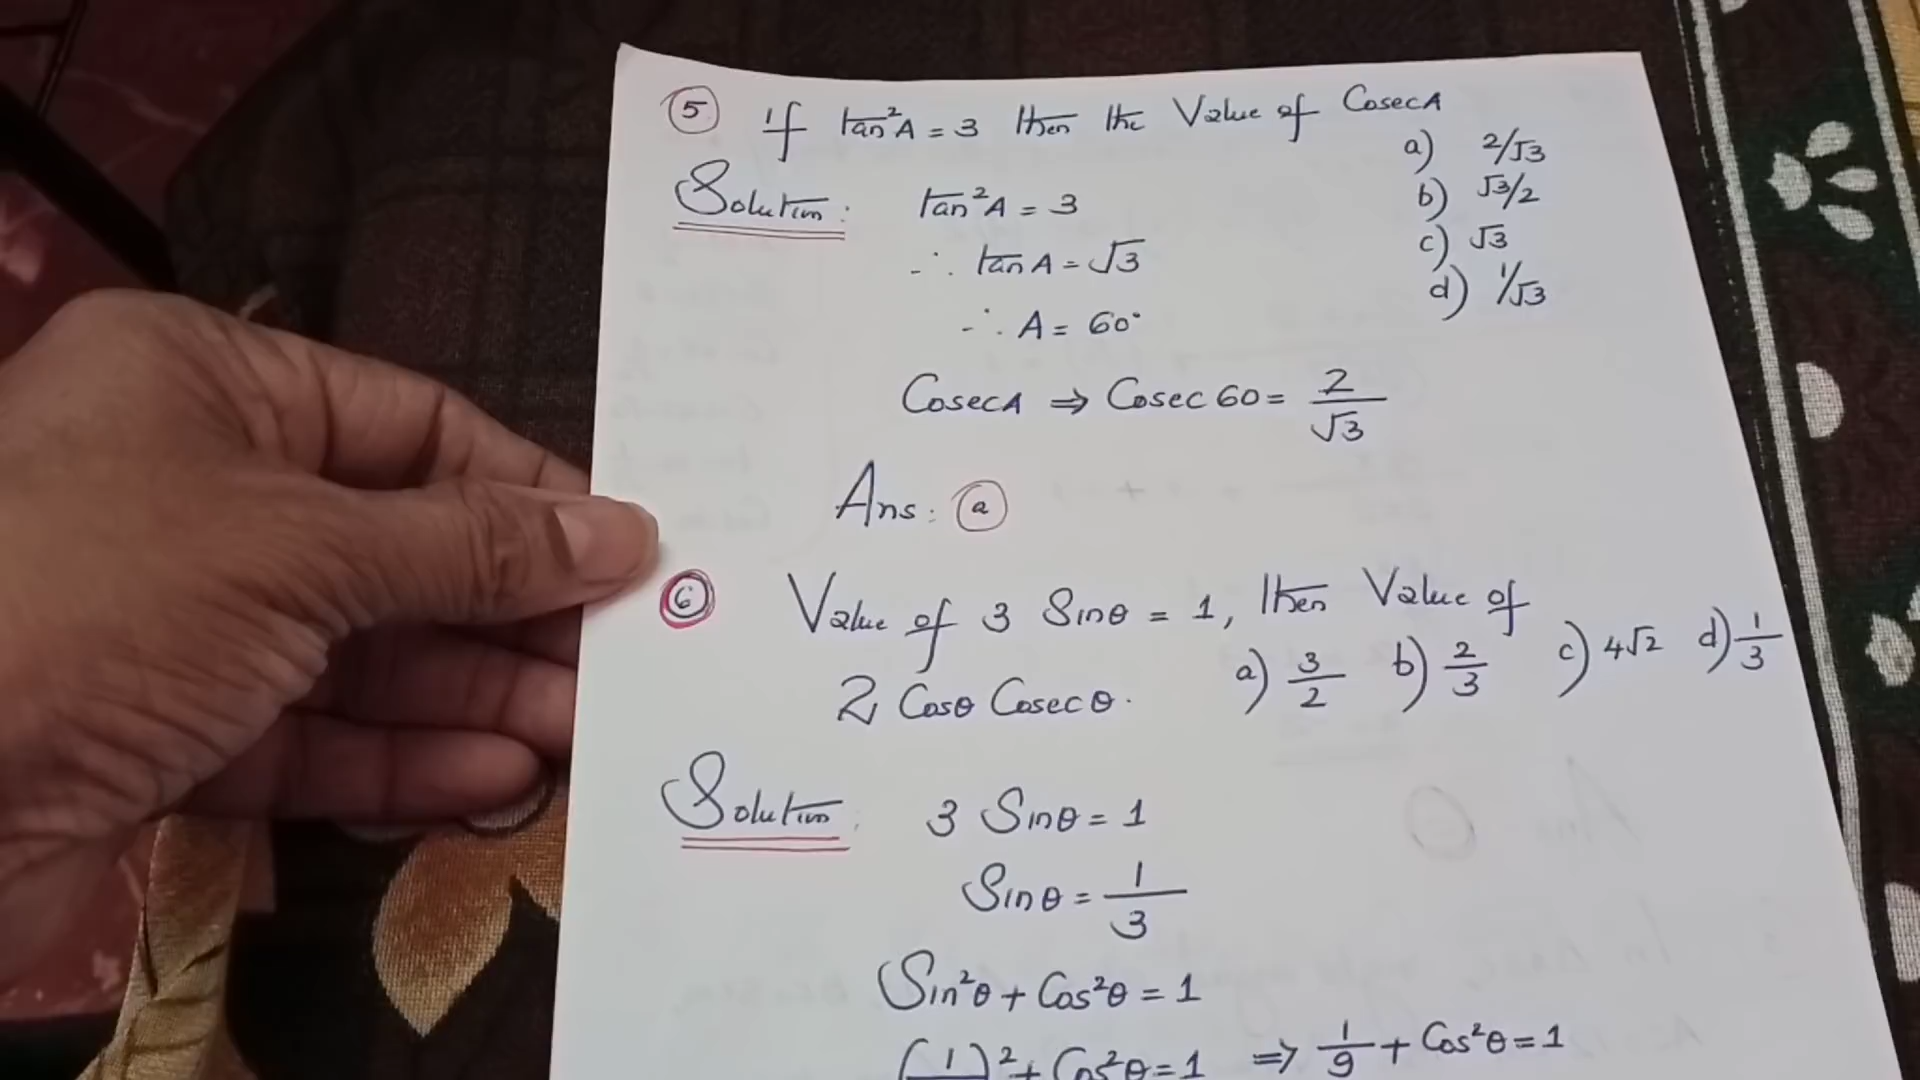 5 If tan²A = 3 then the Value of CosecA
a) 2/√3
b) √3/2
c) √3
d) 1/√3
Solution: tan²A = 3
∴ tan A = √3
∴ A = 60°
CosecA ⇒ Cosec 60 = 2/√3
Ans: a
6 Value of 3 Sinθ = 1, then Value of
2 Cosθ Cosecθ. a) 3/2 b) 2/3 c) 4√2 d) 1/3
Solution: 3 Sinθ = 1
Sinθ = 1/3
Sin²θ + Cos²θ = 1
(1 )² + Cos²θ = 1 ⇒ 1/9 + Cos²θ = 1